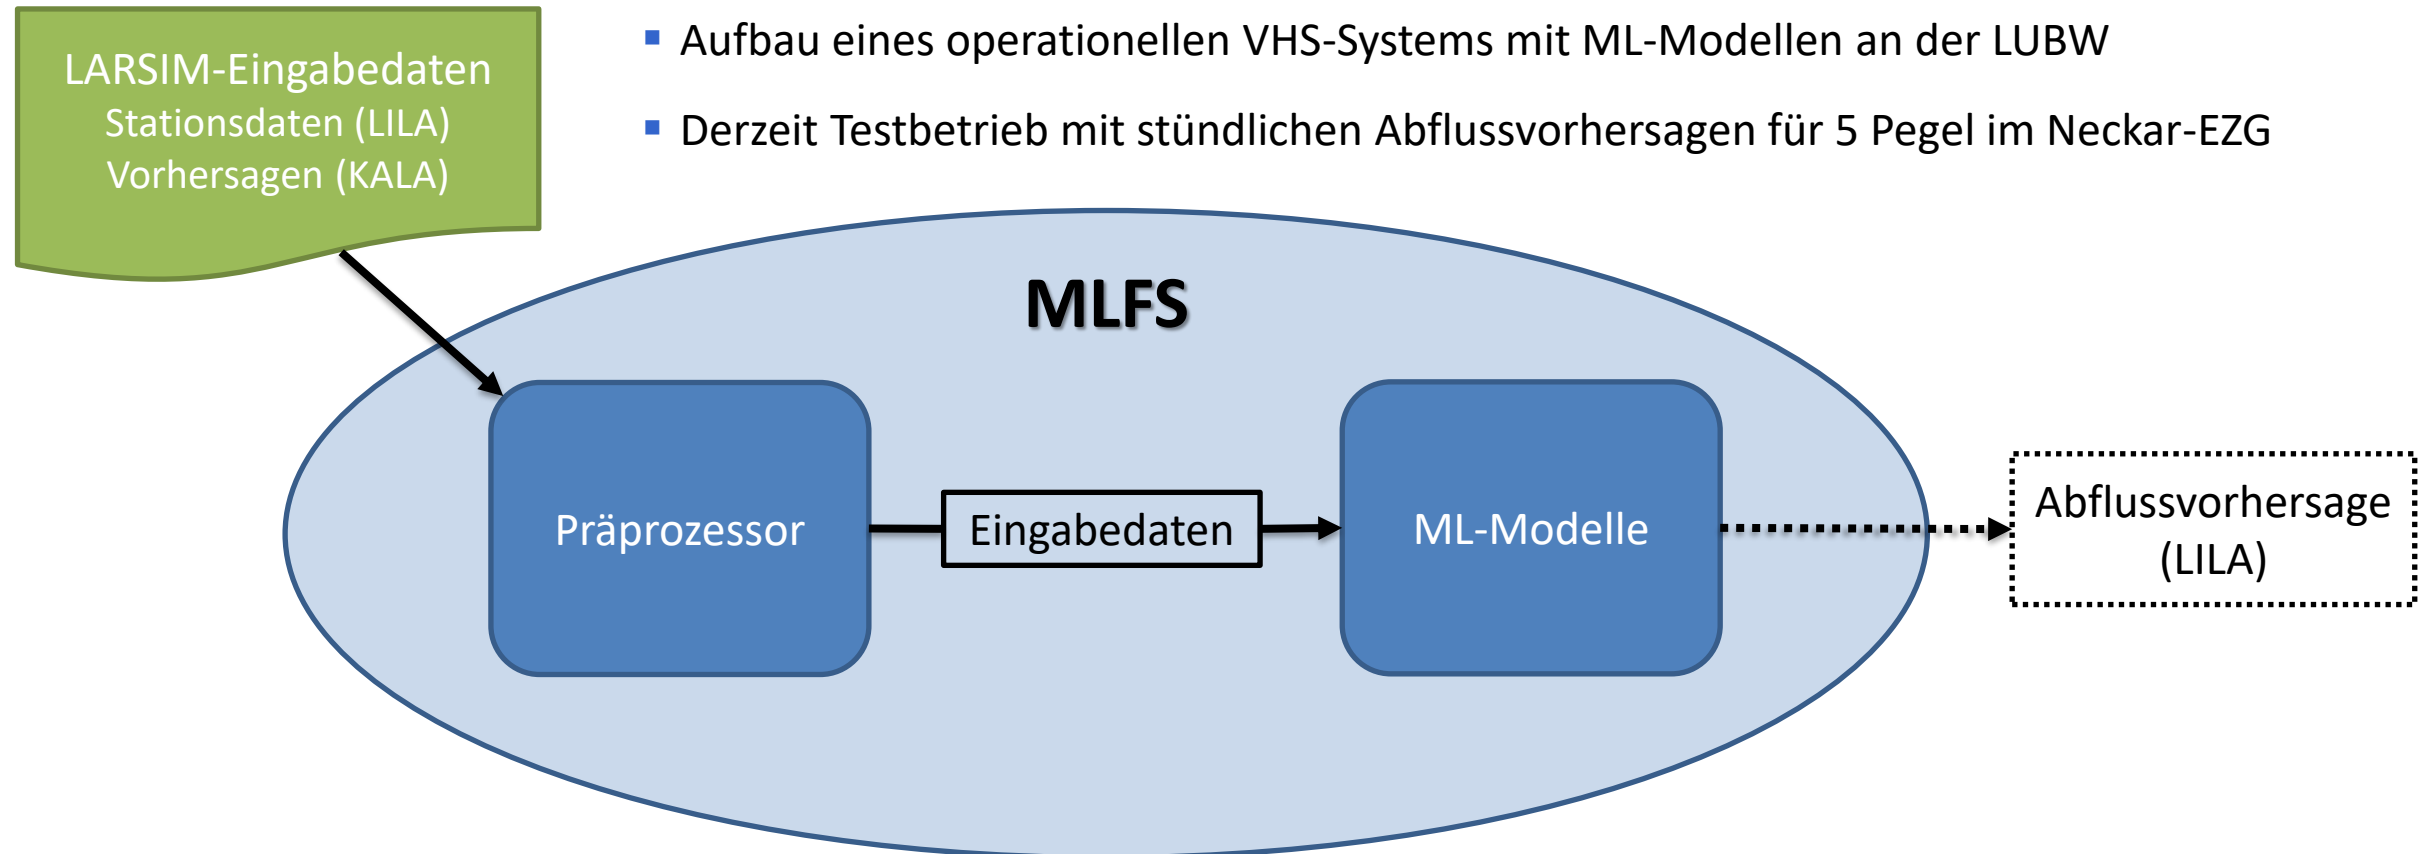 LARSIM-Eingabedaten
Stationsdaten (LILA)
Vorhersagen (KALA)
▪ Aufbau eines operationellen VHS-Systems mit ML-Modellen an der LUBW
▪ Derzeit Testbetrieb mit stündlichen Abflussvorhersagen für 5 Pegel im Neckar-EZG
MLFS
Präprozessor
Eingabedaten
ML-Modelle
Abflussvorhersage
(LILA)